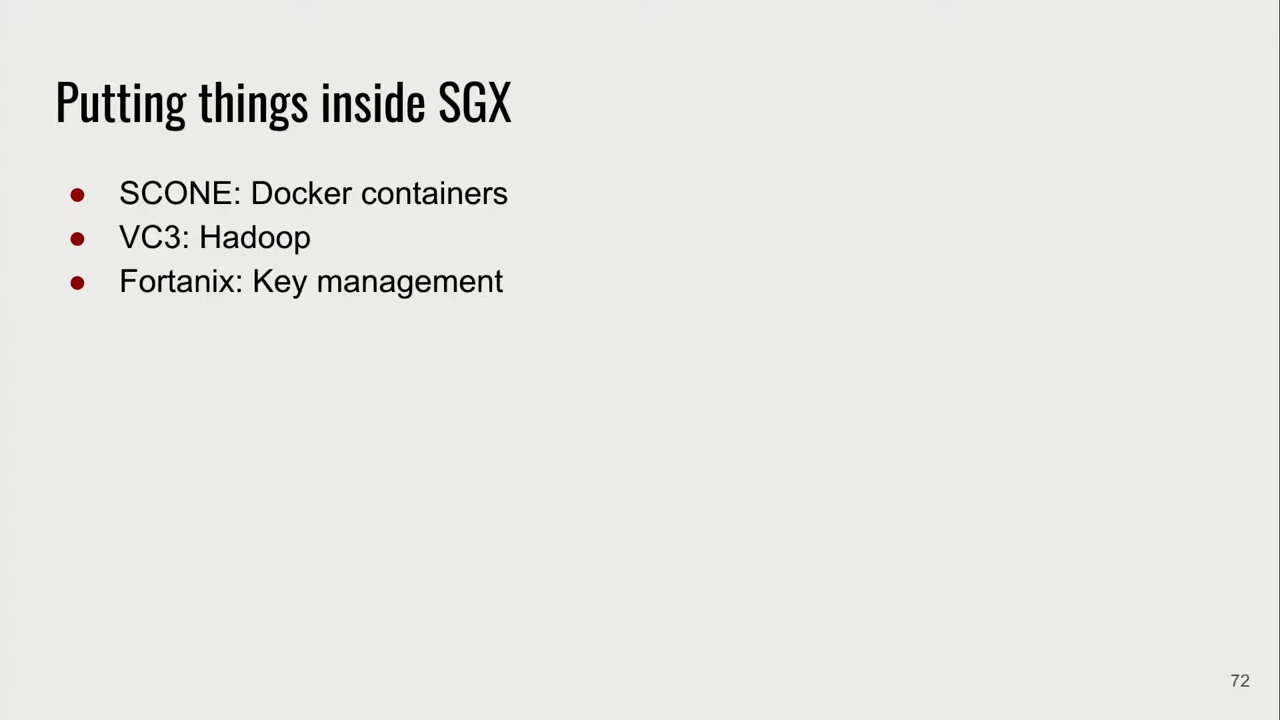 Putting things inside SGX
● SCONE: Docker containers
● VC3: Hadoop
● Fortanix: Key management
72